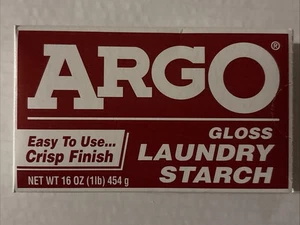 ARGO®
Easy To Use...
Crisp Finish
GLOSS
LAUNDRY
STARCH
NET WT 16 OZ (1lb) 454 g